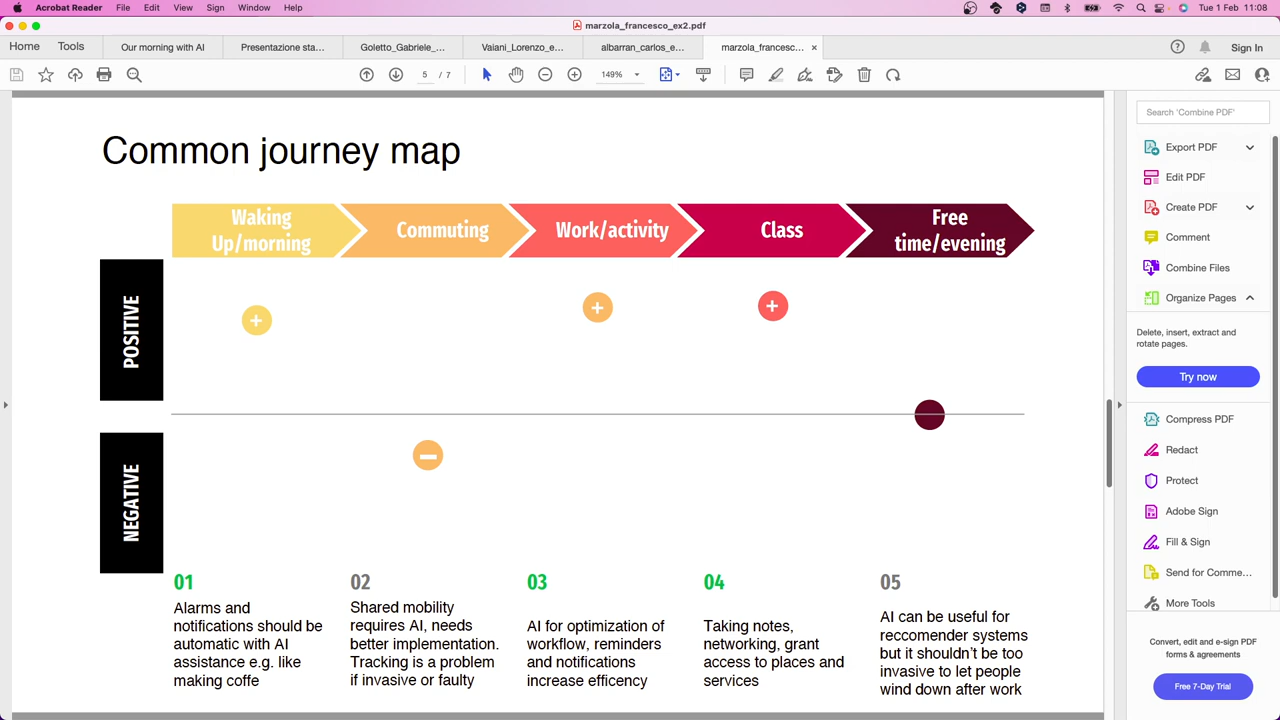 Acrobat Reader File Edit View Sign Window Help Tue 1 Feb 11:08
marzola_francesco_ex2.pdf
Home Tools Our morning with AI Presentazione sta... Goletto_Gabriele_... Vaiani_Lorenzo_e... albarran_carlos_e... marzola_francesc... × Sign In
5 / 7 149%
Common journey map
Waking
Up/morning
Commuting
Work/activity
Class
Free
time/evening
POSITIVE
NEGATIVE
01
Alarms and
notifications should be
automatic with AI
assistance e.g. like
making coffe
02
Shared mobility
requires AI, needs
better implementation.
Tracking is a problem
if invasive or faulty
03
AI for optimization of
workflow, reminders
and notifications
increase efficency
04
Taking notes,
networking, grant
access to places and
services
05
AI can be useful for
reccomender systems
but it shouldn't be too
invasive to let people
wind down after work
Search 'Combine PDF'
Export PDF
Edit PDF
Create PDF
Comment
Combine Files
Organize Pages
Delete, insert, extract and
rotate pages.
Try now
Compress PDF
Redact
Protect
Adobe Sign
Fill & Sign
Send for Comme...
More Tools
Convert, edit and e-sign PDF
forms & agreements
Free 7-Day Trial